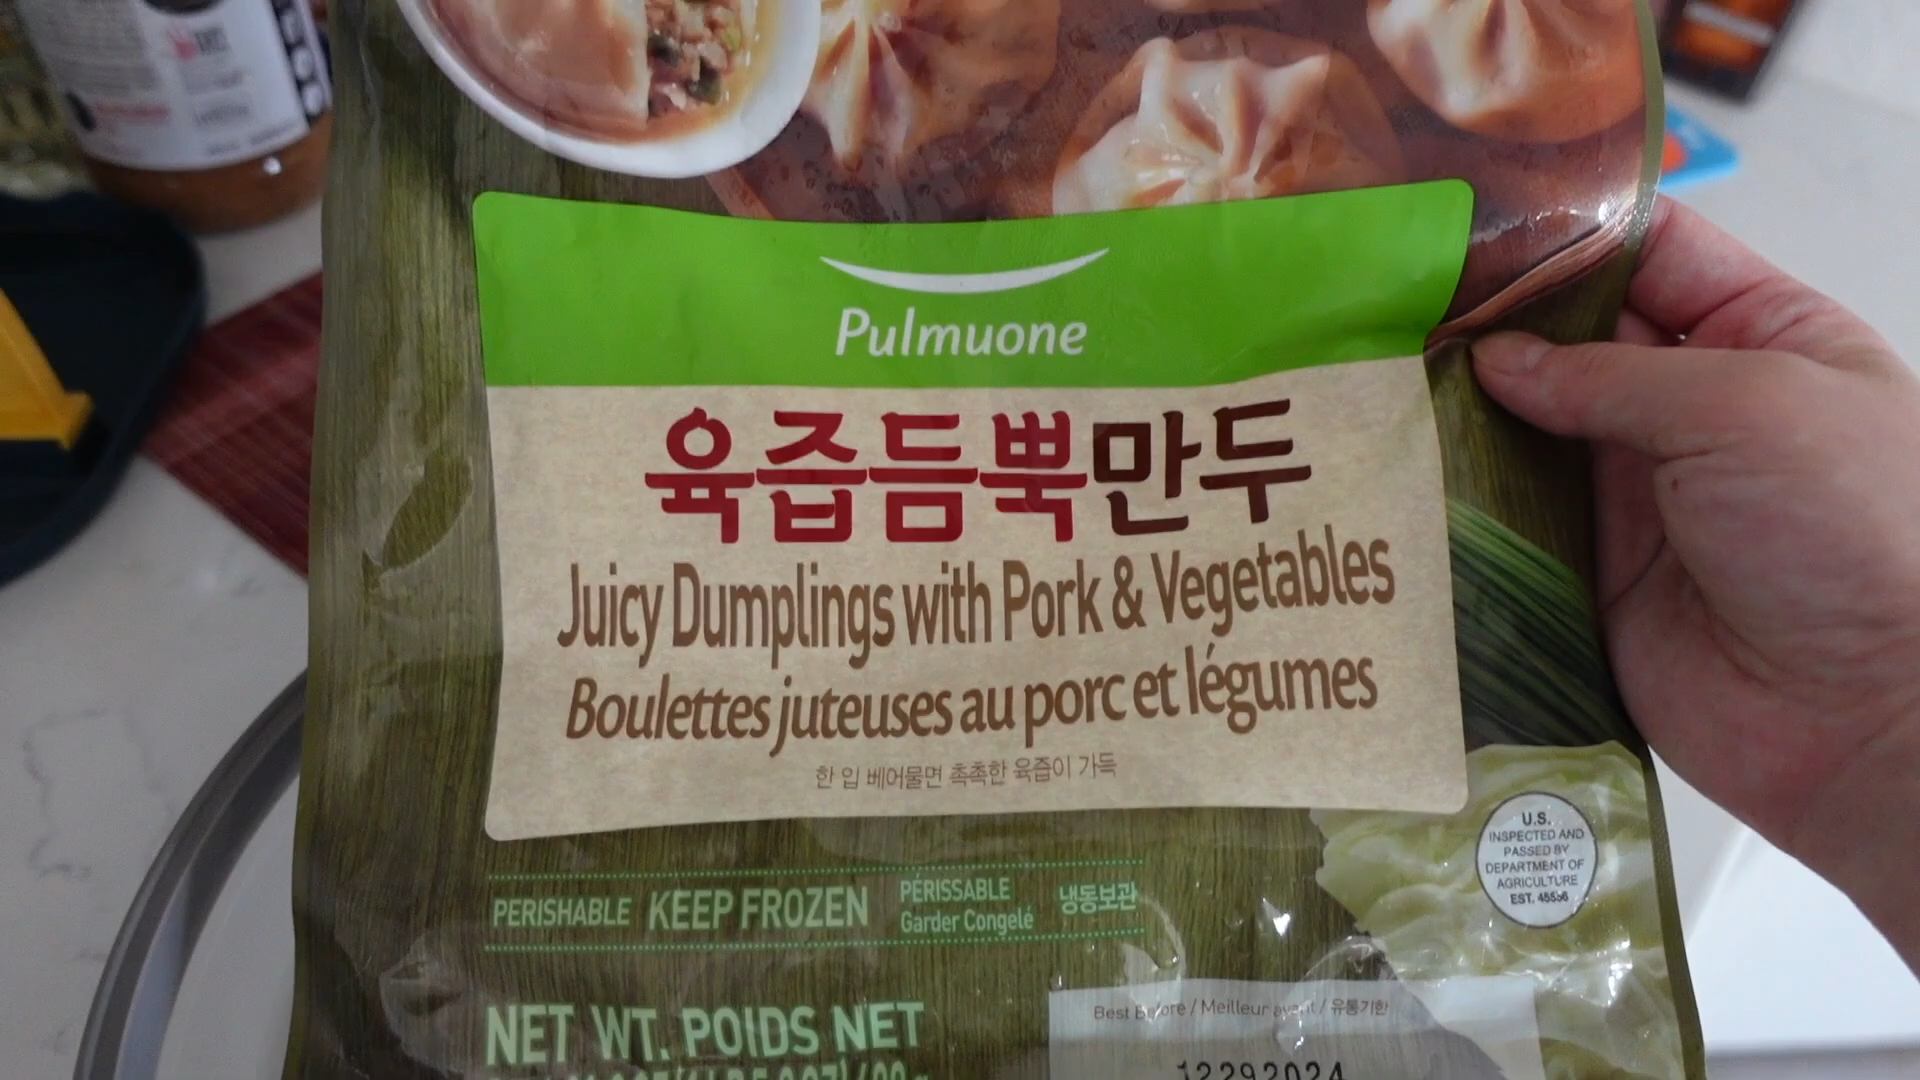 Pulmuone
육즙듬뿍만두
Juicy Dumplings with Pork & Vegetables
Boulettes juteuses au porc et légumes
한 입 베어물면 촉촉한 육즙이 가득
PERISHABLE KEEP FROZEN
PÉRISSABLE
Garder Congelé
냉동보관
U.S.
INSPECTED AND
PASSED BY
DEPARTMENT OF
AGRICULTURE
EST.
NET WT. POIDS NET
Best Before / Meilleur avant / 유통기한
12292024